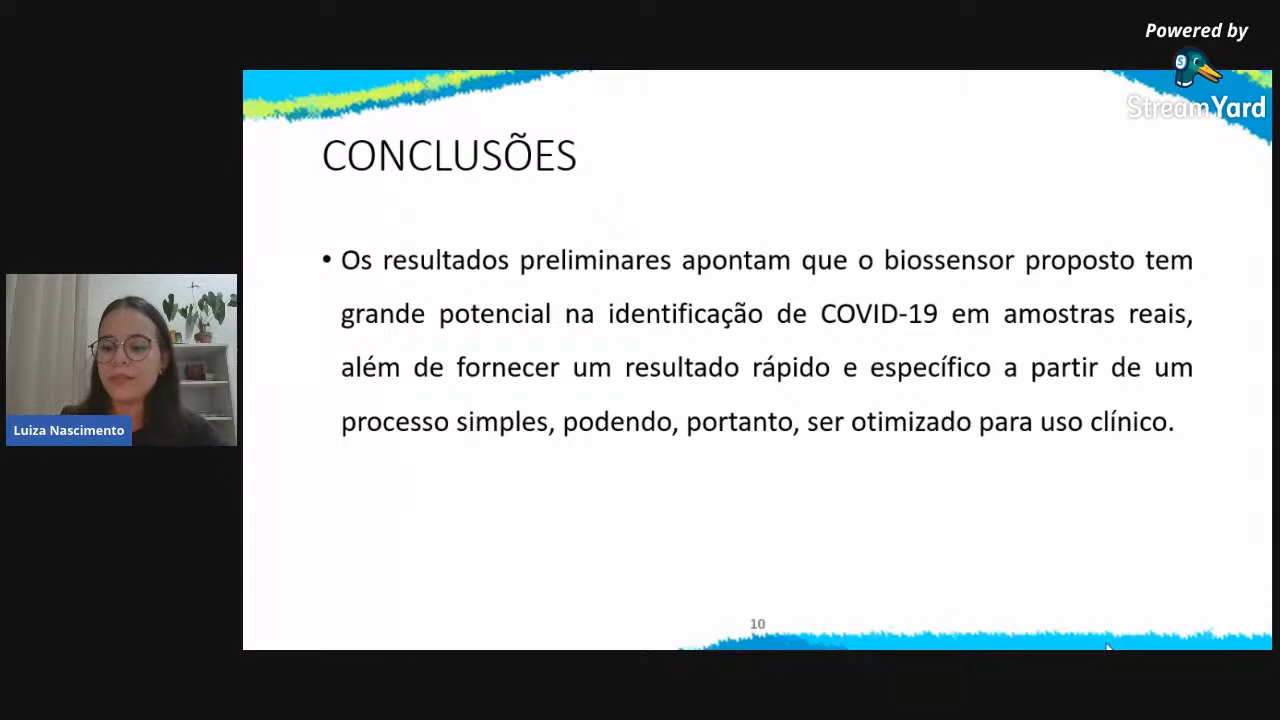 Powered by
StreamYard
CONCLUSÕES
• Os resultados preliminares apontam que o biossensor proposto tem
grande potencial na identificação de COVID-19 em amostras reais,
além de fornecer um resultado rápido e específico a partir de um
processo simples, podendo, portanto, ser otimizado para uso clínico.
Luiza Nascimento
10